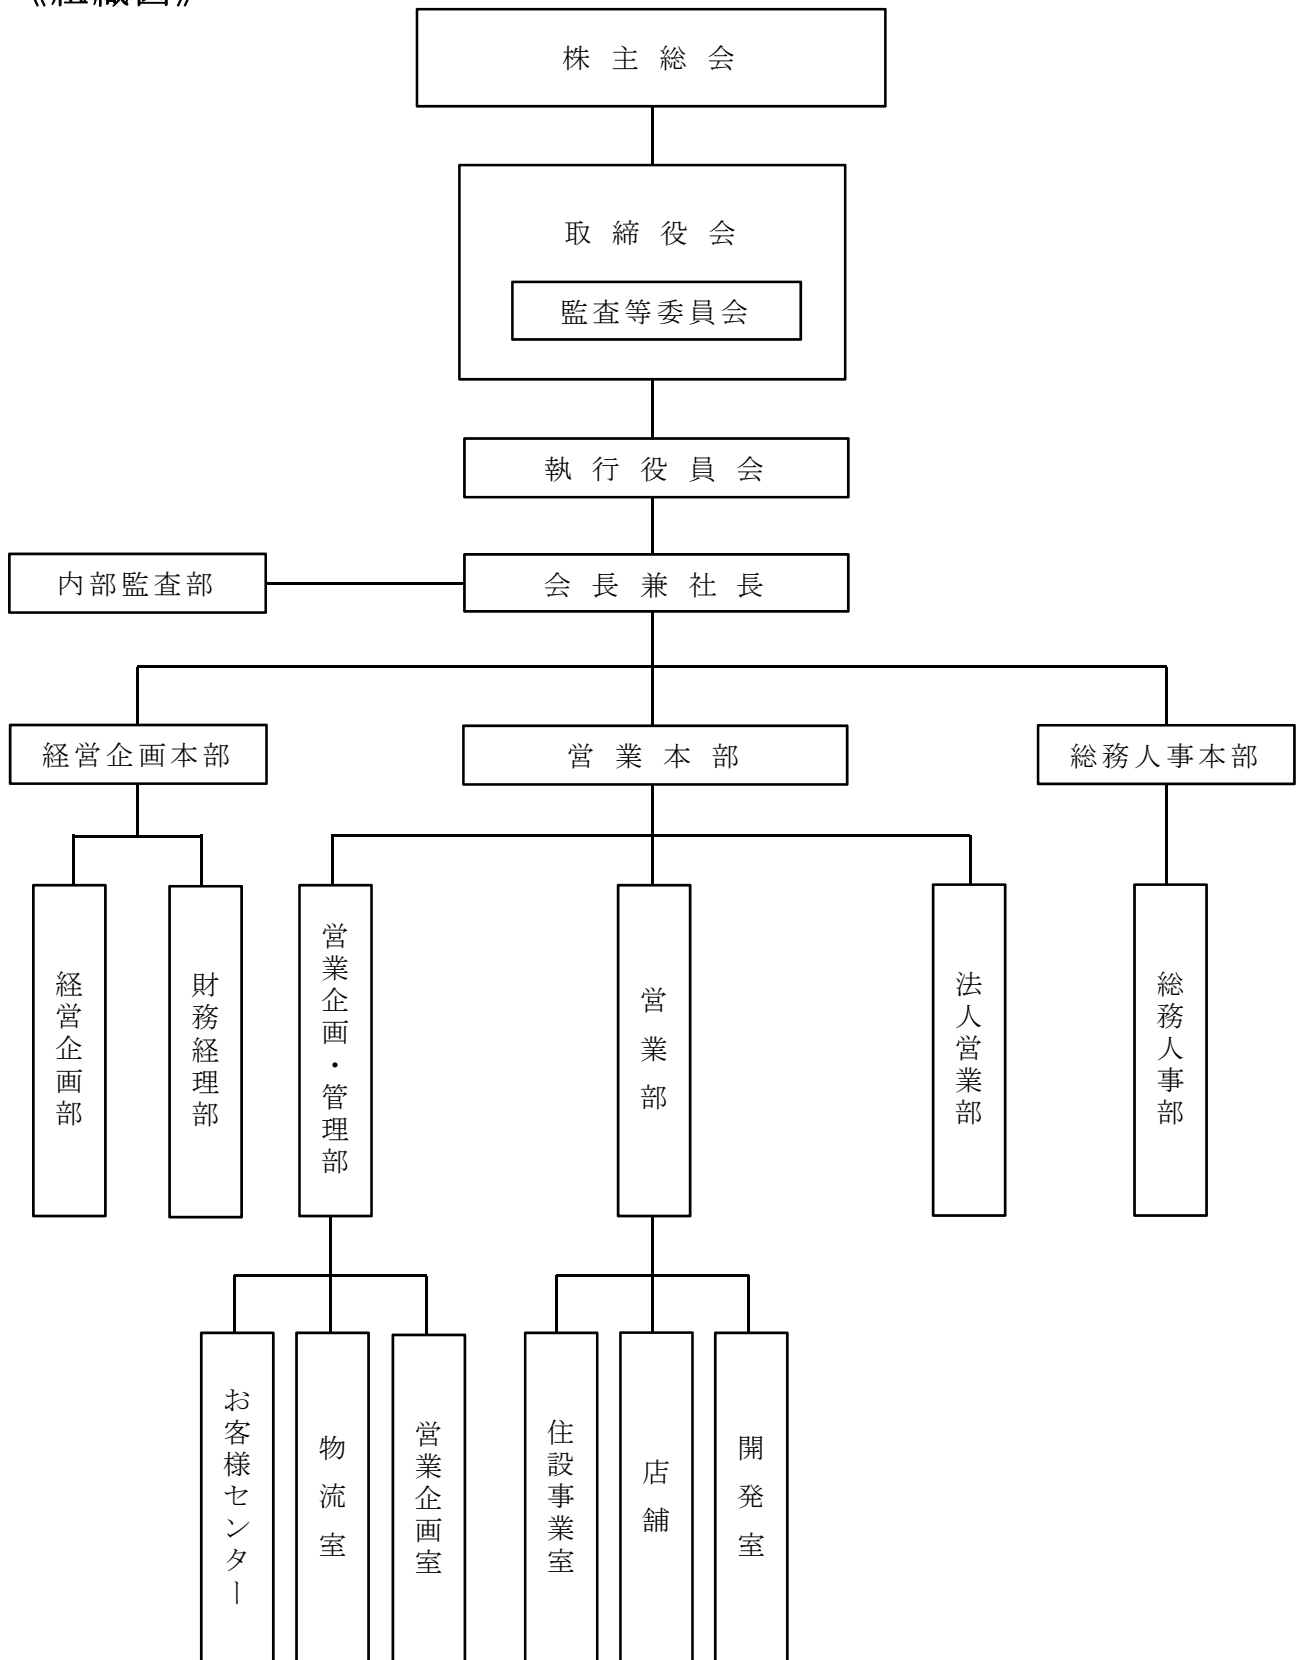 《組織図》
株主総会
取締役会
監査等委員会
執行役員会
内部監査部
会長兼社長
経営企画本部
営業本部
総務人事本部
経営企画部
財務経理部
営業企画・管理部
営業部
法人営業部
総務人事部
お客様センター
物流室
営業企画室
住設事業室
店舗
開発室